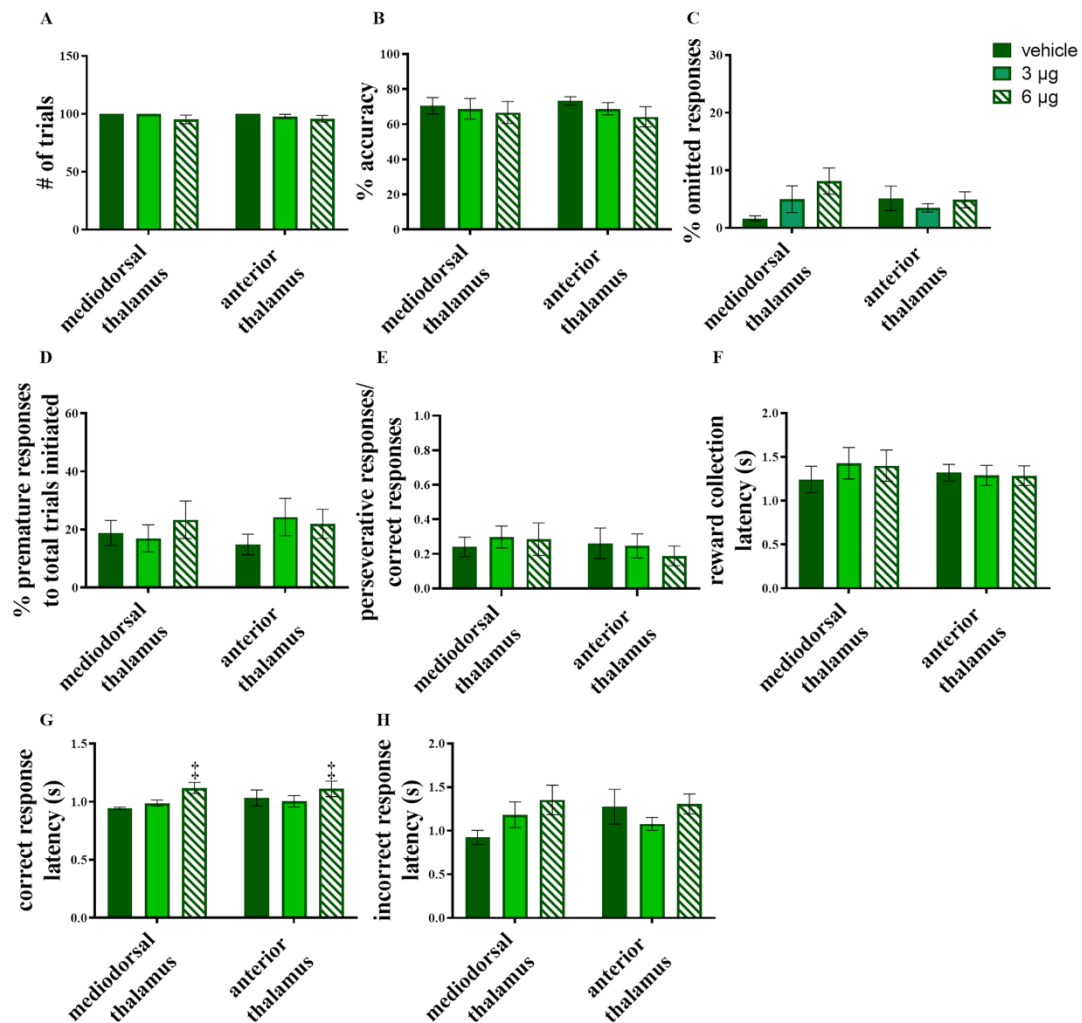 A
# of trials
150
100
50
0
mediodorsal
thalamus
anterior
thalamus
B
% accuracy
100
80
60
40
20
0
mediodorsal
thalamus
anterior
thalamus
C
% omitted responses
30
20
10
0
mediodorsal
thalamus
anterior
thalamus
vehicle
3 µg
6 µg
D
% premature responses
to total trials initiated
60
40
20
0
mediodorsal
thalamus
anterior
thalamus
E
perseverative responses/
correct responses
1.0
0.8
0.6
0.4
0.2
0.0
mediodorsal
thalamus
anterior
thalamus
F
reward collection
latency (s)
2.0
1.5
1.0
0.5
0.0
mediodorsal
thalamus
anterior
thalamus
G
correct response
latency (s)
1.5
1.0
0.5
0.0
‡
‡
mediodorsal
thalamus
anterior
thalamus
H
incorrect response
latency (s)
2.0
1.5
1.0
0.5
0.0
mediodorsal
thalamus
anterior
thalamus